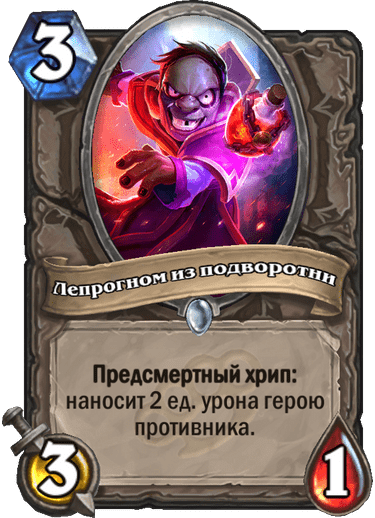 3
Лепрогном из подворотни
Предсмертный хрип:
наносит 2 ед. урона герою
противника.
3
1